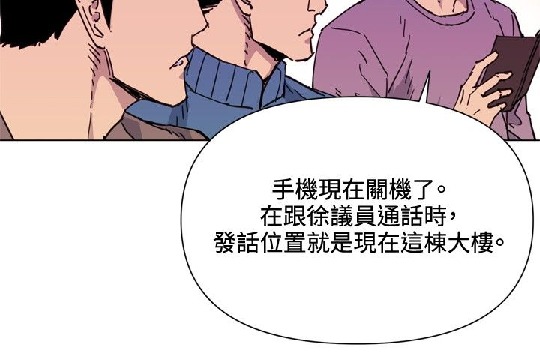 手機現在關機了。
在跟徐議員通話時，
發話位置就是現在這棟大樓。